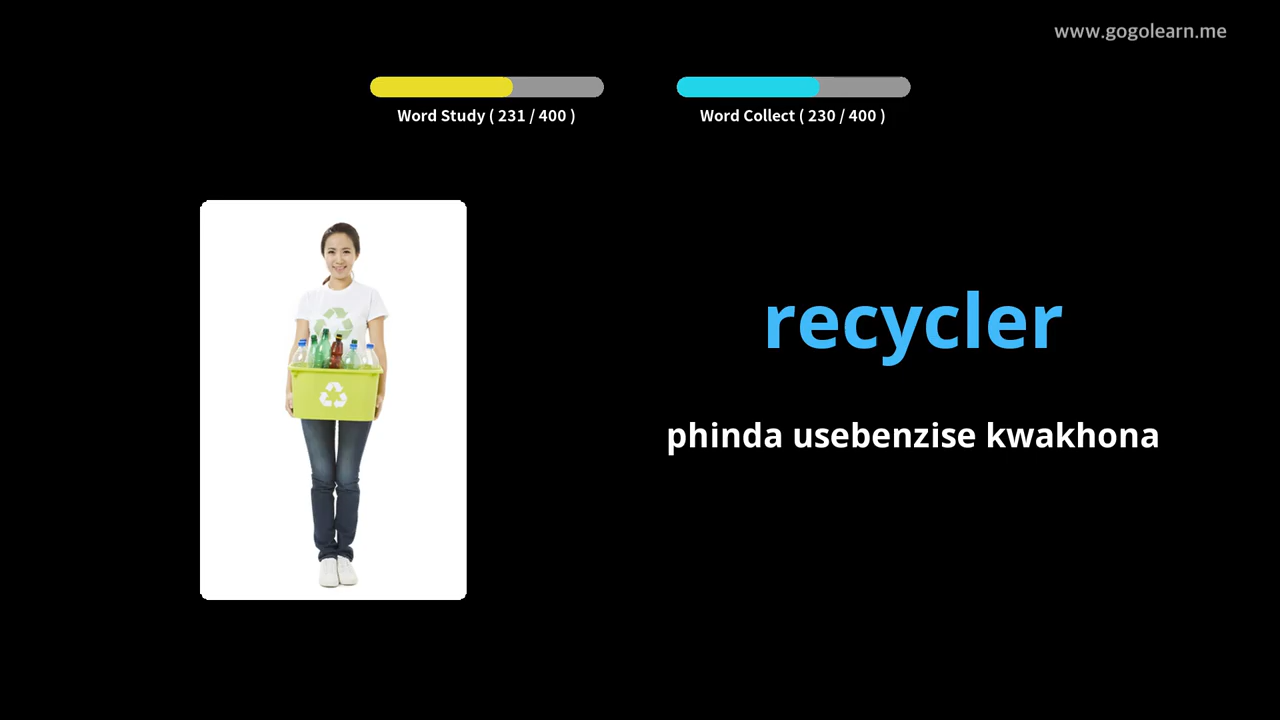 www.gogolearn.me
Word Study ( 231 / 400 )
Word Collect ( 230 / 400 )
recycler
phinda usebenzise kwakhona